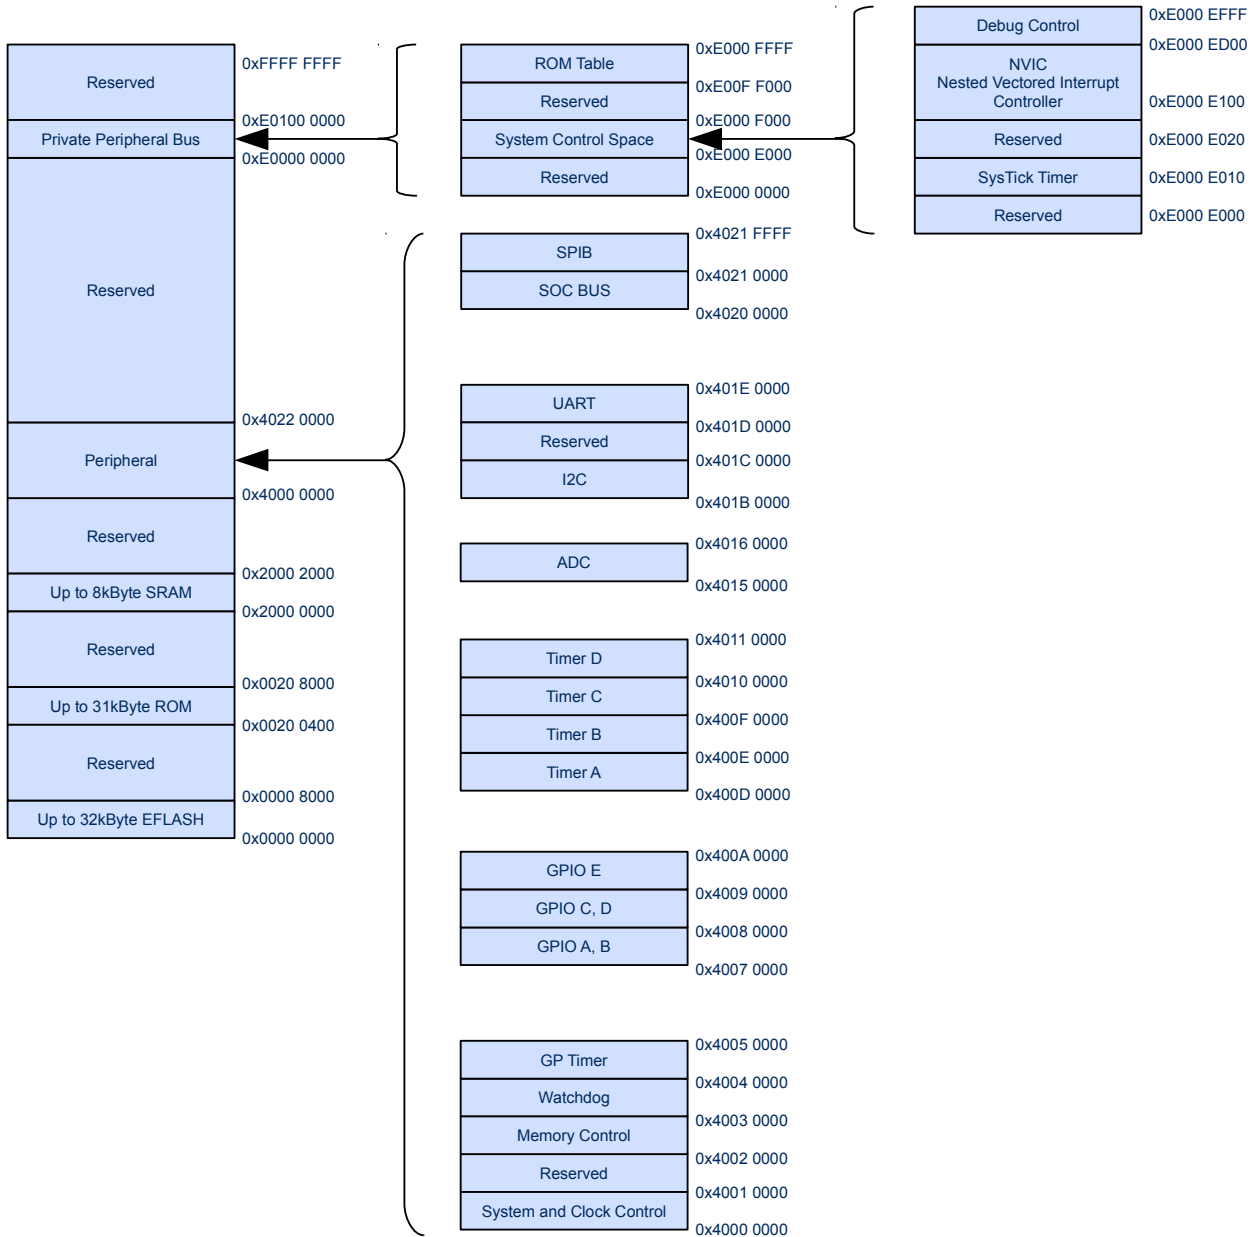 0xFFFF FFFF
Reserved
0xE0100 0000
Private Peripheral Bus
0xE0000 0000
Reserved
0x4022 0000
Peripheral
0x4000 0000
Reserved
0x2000 2000
Up to 8kByte SRAM
0x2000 0000
Reserved
0x0020 8000
Up to 31kByte ROM
0x0020 0400
Reserved
0x0000 8000
Up to 32kByte EFLASH
0x0000 0000
0xE000 FFFF
ROM Table
0xE00F F000
Reserved
0xE000 F000
System Control Space
0xE000 E000
Reserved
0xE000 0000
0x4021 FFFF
SPIB
0x4021 0000
SOC BUS
0x4020 0000
0x401E 0000
UART
0x401D 0000
Reserved
0x401C 0000
I2C
0x401B 0000
0x4016 0000
ADC
0x4015 0000
0x4011 0000
Timer D
0x4010 0000
Timer C
0x400F 0000
Timer B
0x400E 0000
Timer A
0x400D 0000
0x400A 0000
GPIO E
0x4009 0000
GPIO C, D
0x4008 0000
GPIO A, B
0x4007 0000
0x4005 0000
GP Timer
0x4004 0000
Watchdog
0x4003 0000
Memory Control
0x4002 0000
Reserved
0x4001 0000
System and Clock Control
0x4000 0000
0xE000 EFFF
Debug Control
0xE000 ED00
NVIC
Nested Vectored Interrupt
Controller
0xE000 E100
Reserved
0xE000 E020
SysTick Timer
0xE000 E010
Reserved
0xE000 E000